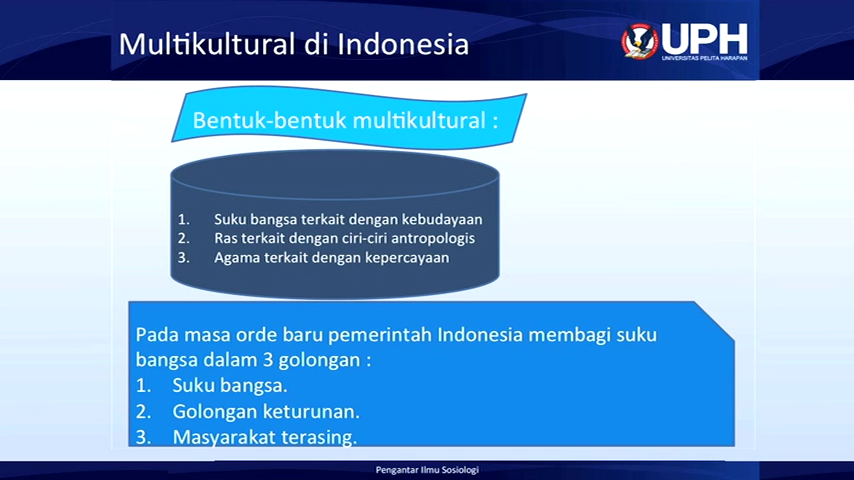 Multikultural di Indonesia
UPH
UNIVERSITAS PELITA HARAPAN
Bentuk-bentuk multikultural :
1. Suku bangsa terkait dengan kebudayaan
2. Ras terkait dengan ciri-ciri antropologis
3. Agama terkait dengan kepercayaan
Pada masa orde baru pemerintah Indonesia membagi suku
bangsa dalam 3 golongan :
1. Suku bangsa.
2. Golongan keturunan.
3. Masyarakat terasing.
Pengantar Ilmu Sosiologi